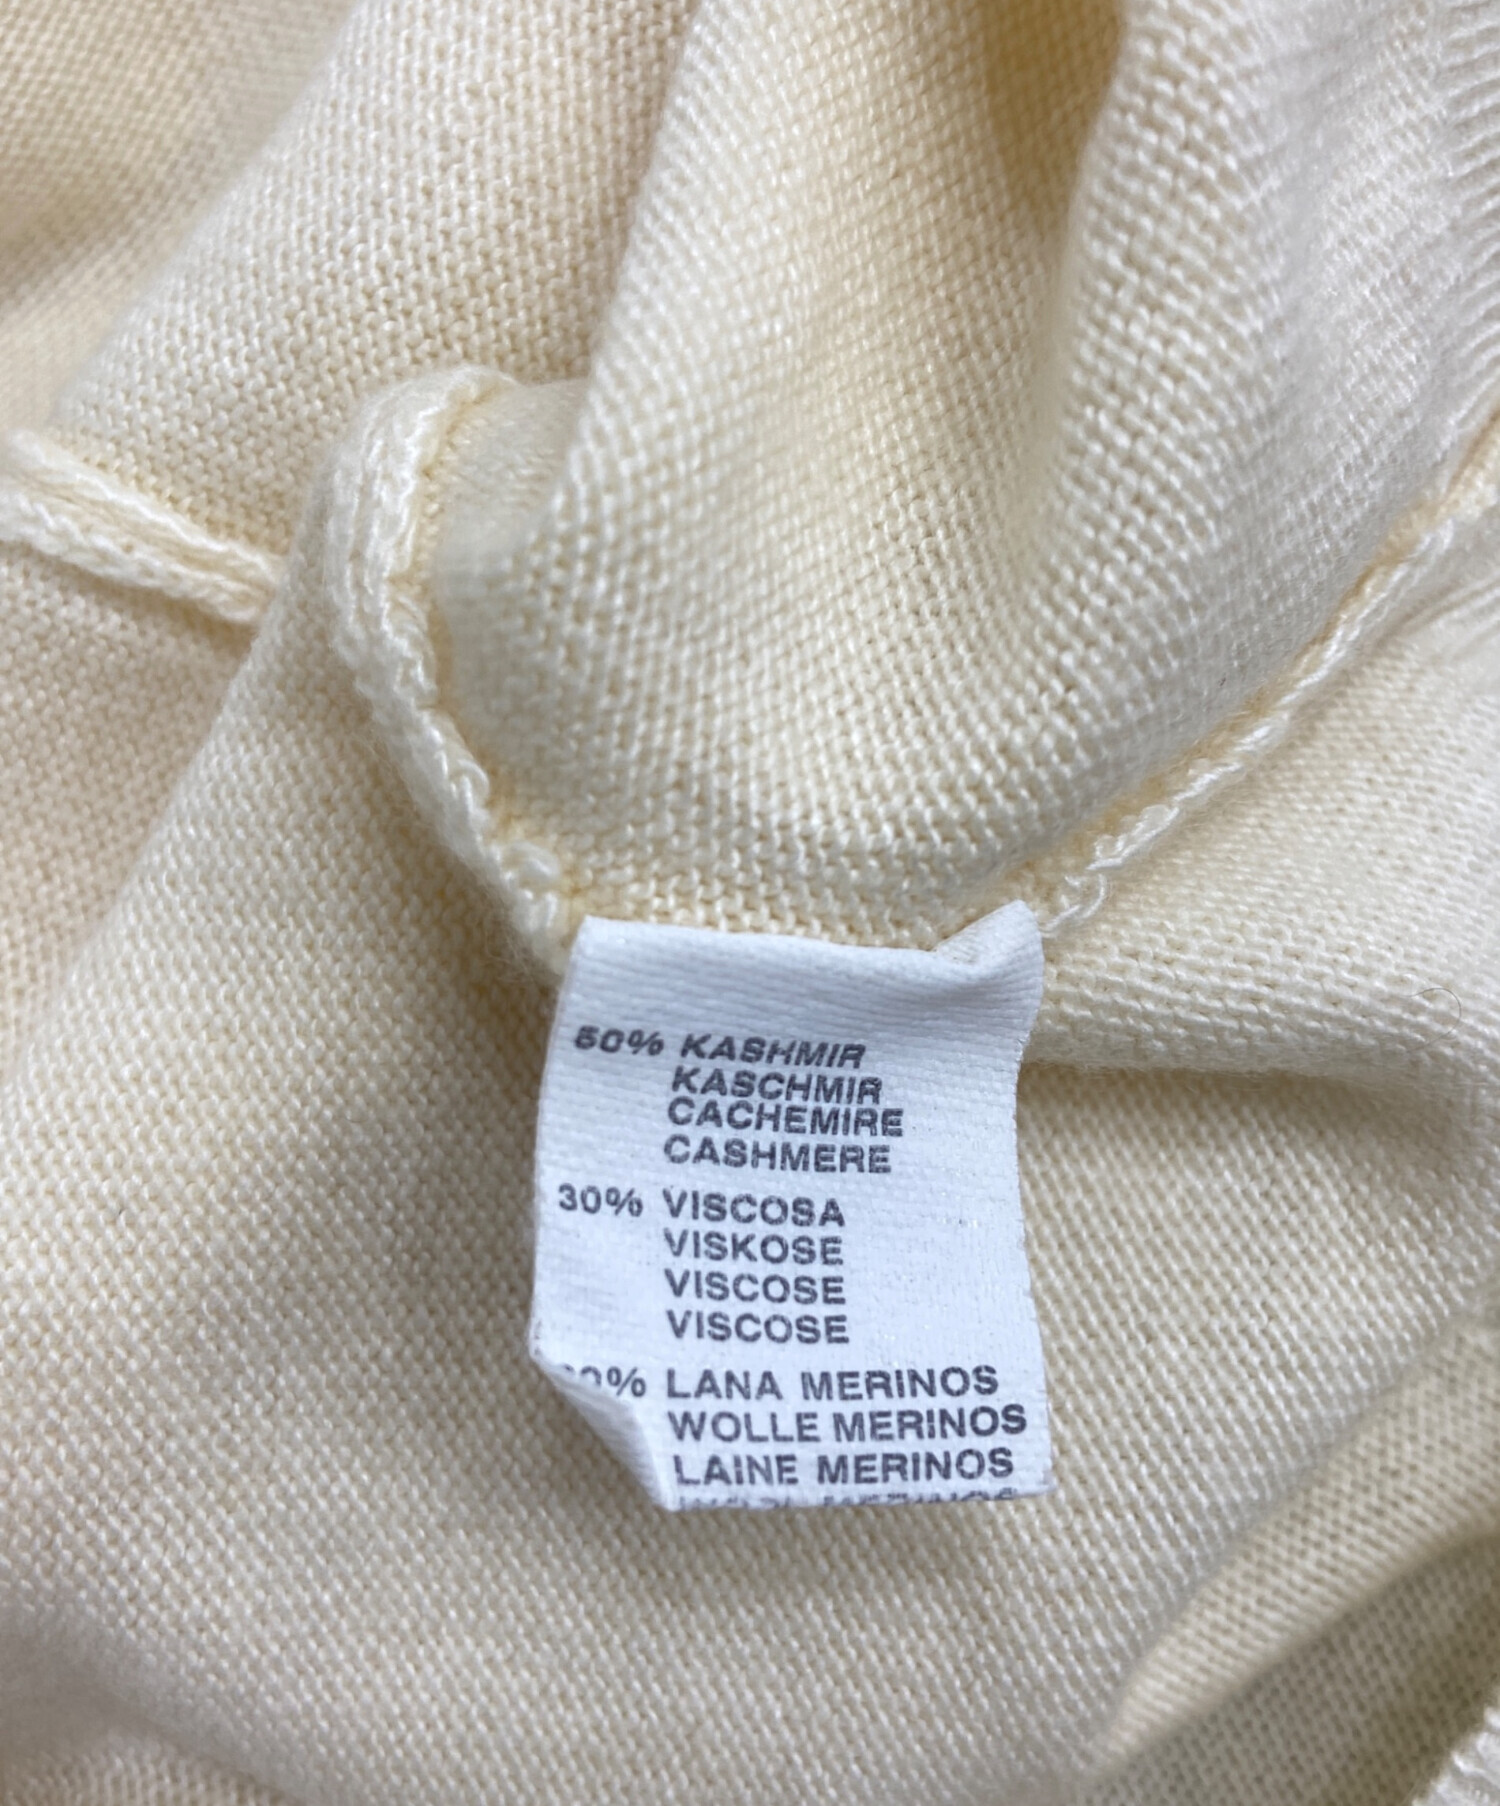 50% KASHMIR
KASCHMIR
CACHEMIRE
CASHMERE
30% VISCOSA
VISKOSE
VISCOSE
VISCOSE
LANA MERINOS
WOLLE MERINOS
LAINE MERINOS